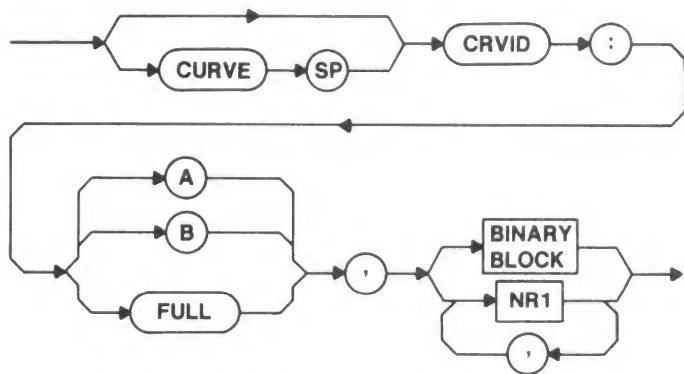 CURVE SP CRVID :
A
B
FULL
,
BINARY
BLOCK
NR1
,